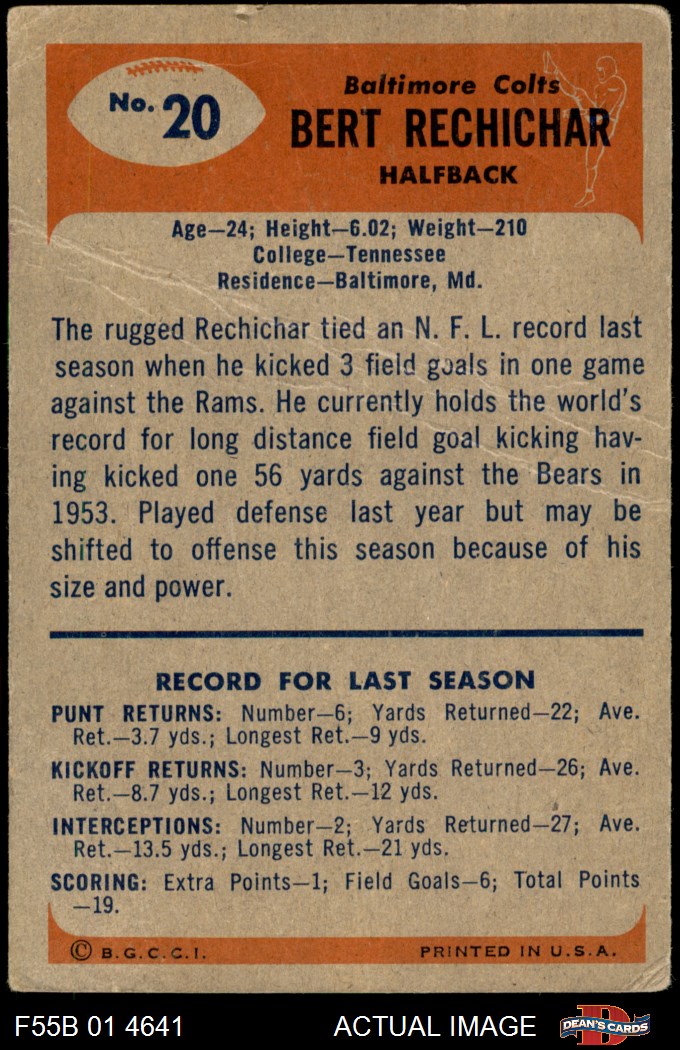 No. 20
Baltimore Colts
BERT RECHICHAR
HALFBACK
Age—24; Height—6.02; Weight—210
College—Tennessee
Residence—Baltimore, Md.
The rugged Rechichar tied an N. F. L. record last
season when he kicked 3 field goals in one game
against the Rams. He currently holds the world's
record for long distance field goal kicking hav-
ing kicked one 56 yards against the Bears in
1953. Played defense last year but may be
shifted to offense this season because of his
size and power.
RECORD FOR LAST SEASON
PUNT RETURNS: Number—6; Yards Returned—22; Ave.
Ret.—3.7 yds.; Longest Ret.—9 yds.
KICKOFF RETURNS: Number—3; Yards Returned—26; Ave.
Ret.—8.7 yds.; Longest Ret.—12 yds.
INTERCEPTIONS: Number—2; Yards Returned—27; Ave.
Ret.—13.5 yds.; Longest Ret.—21 yds.
SCORING: Extra Points—1; Field Goals—6; Total Points
—19.
© B.G.C.C.I. PRINTED IN U.S.A.
F55B 01 4641 ACTUAL IMAGE D DEAN'S CARDS